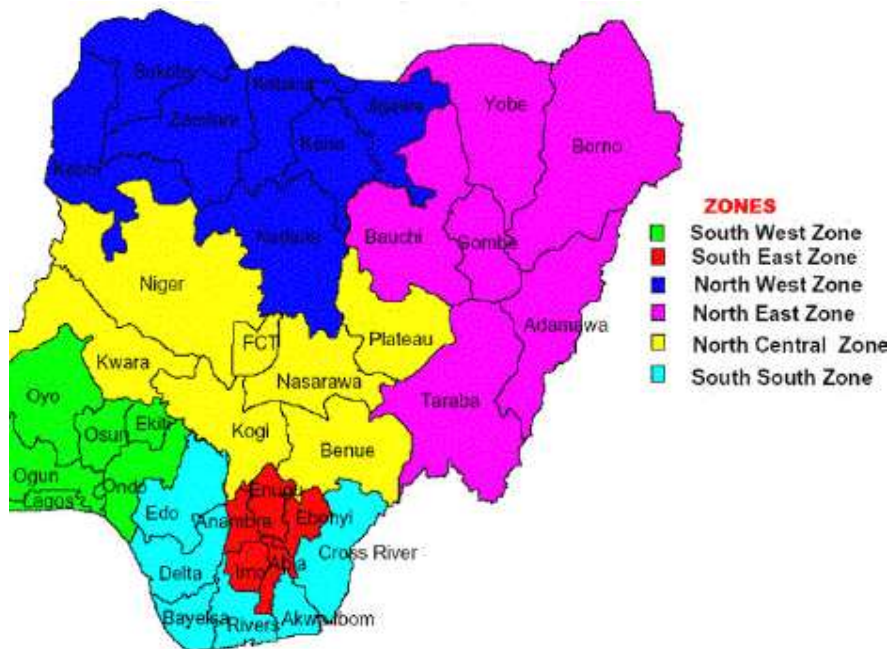 Sokoto
Katsina
Zamfara
Jigawa
Kano
Kebbi
Yobe
Borno
Kaduna
Bauchi
Gombe
Niger
FCT
Plateau
Adamawa
Kwara
Nasarawa
Taraba
Oyo
Osun
Ekiti
Kogi
Benue
Ogun
Lagos
Ondo
Edo
Enugu
Anambra
Ebonyi
Cross River
Delta
Imo
Abia
Bayelsa
Rivers
Akwa Ibom
ZONES
South West Zone
South East Zone
North West Zone
North East Zone
North Central Zone
South South Zone